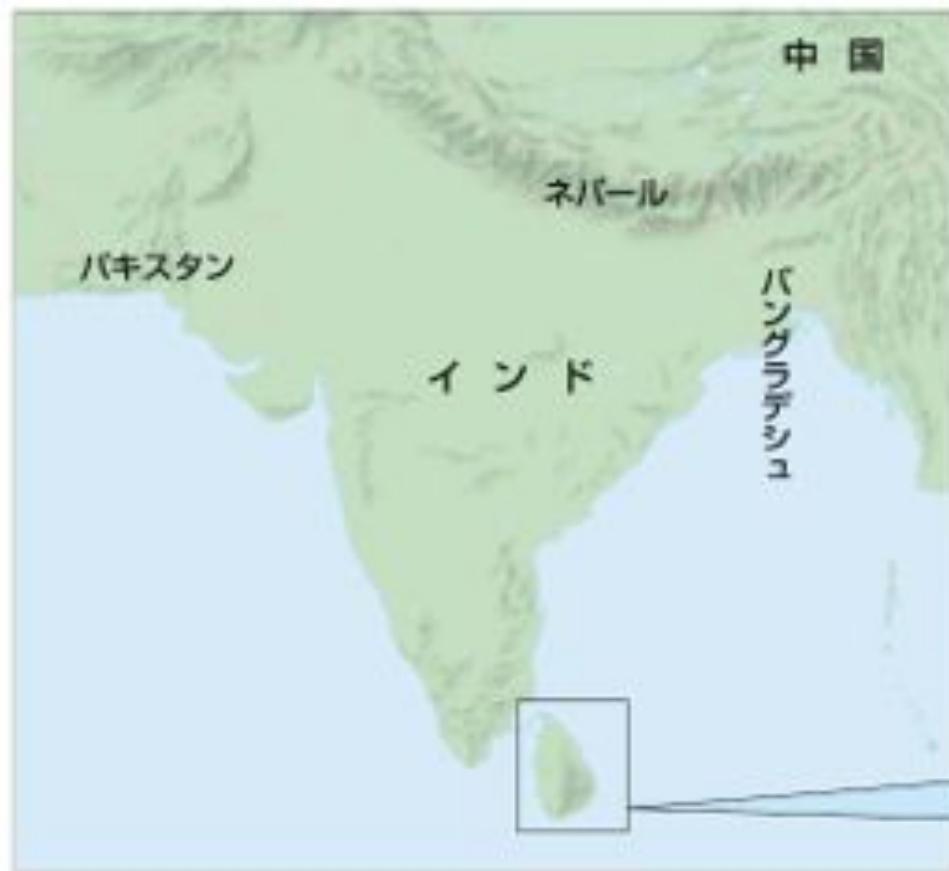 中 国
ネパール
パキスタン
バングラデシュ
イ ン ド